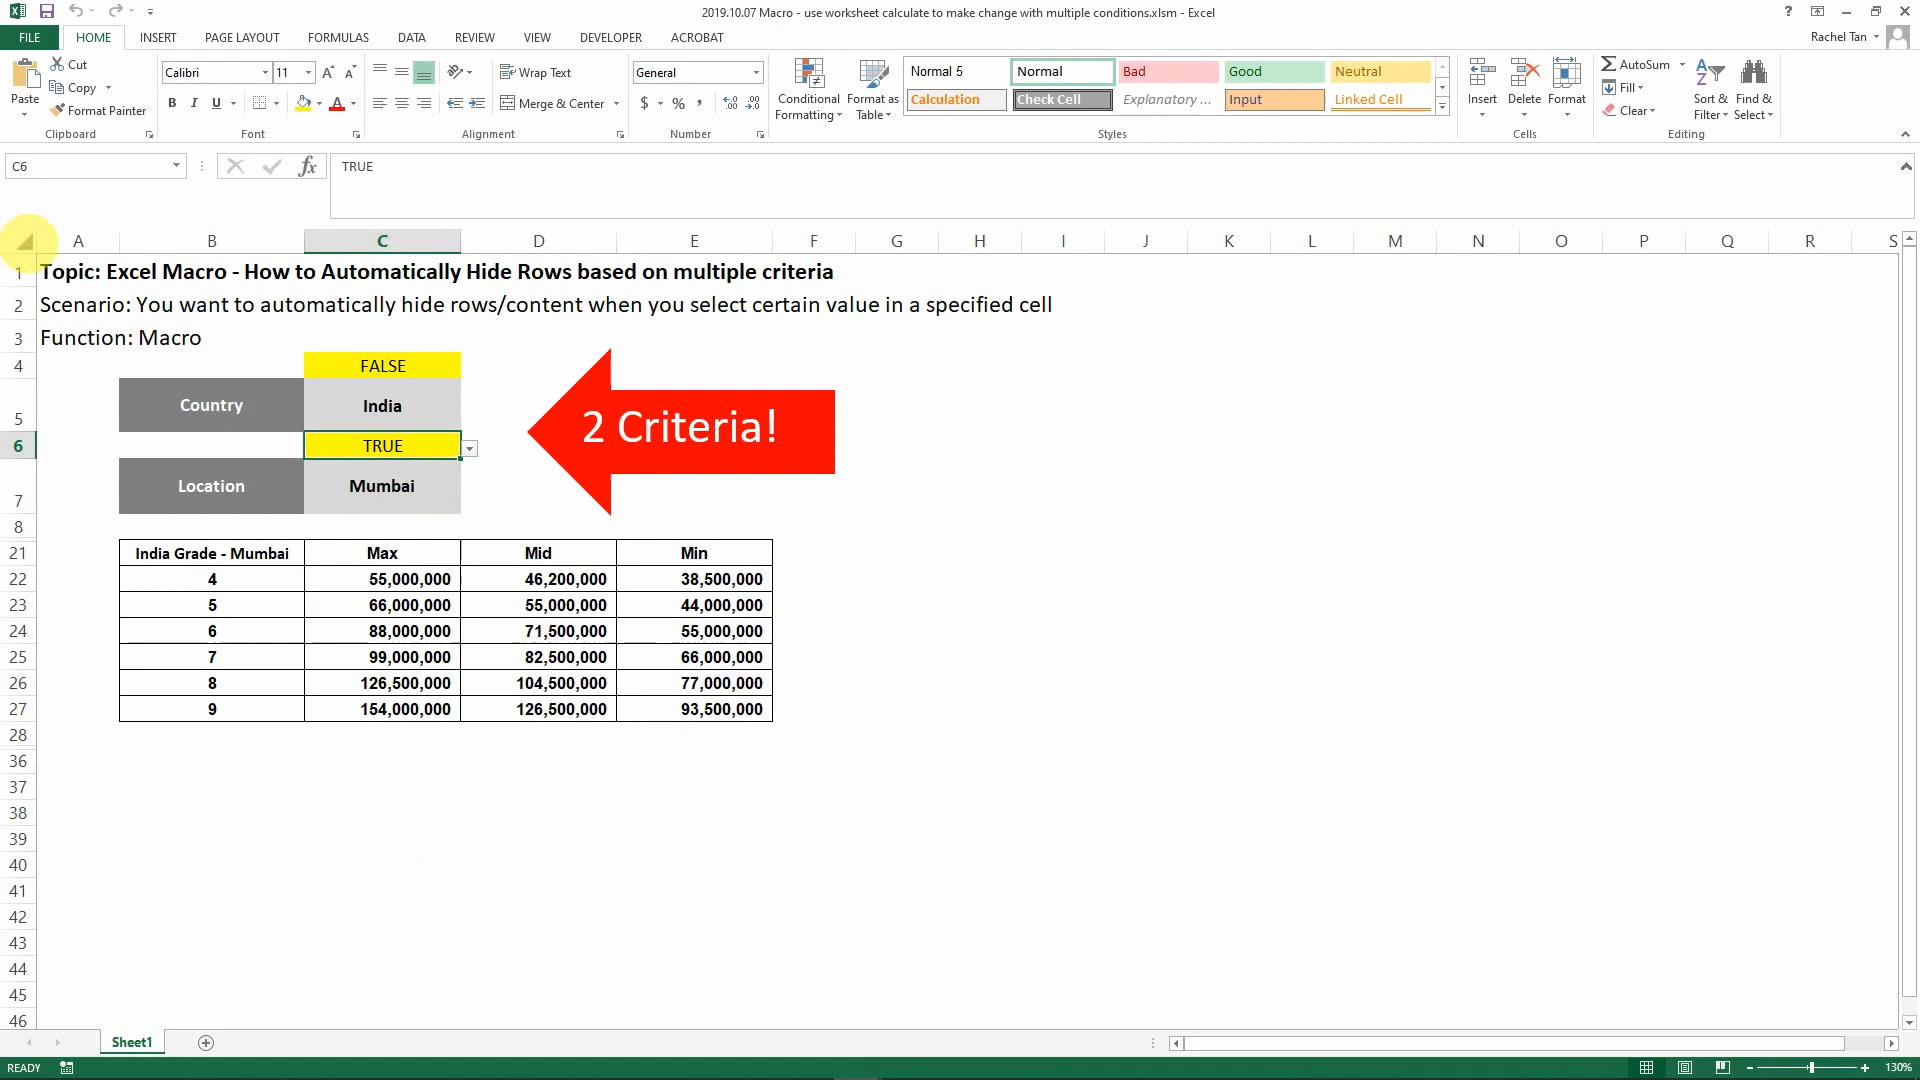 2019.10.07 Macro - use worksheet calculate to make change with multiple conditions.xlsm - Excel
FILE HOME INSERT PAGE LAYOUT FORMULAS DATA REVIEW VIEW DEVELOPER ACROBAT Rachel Tan
Paste Cut Copy Format Painter Clipboard
Calibri 11 B I U Font
Wrap Text Merge & Center Alignment
General $ % Number
Conditional Formatting Format as Table
Normal 5 Normal Bad Good Neutral
Calculation Check Cell Explanatory ... Input Linked Cell
Styles
Insert Delete Format Cells
AutoSum Fill Clear Sort & Filter Find & Select Editing
C6 fx TRUE
A B C D E F G H I J K L M N O P Q R S
1 Topic: Excel Macro - How to Automatically Hide Rows based on multiple criteria
2 Scenario: You want to automatically hide rows/content when you select certain value in a specified cell
3 Function: Macro
4 FALSE
5 Country India
2 Criteria!
6 TRUE
7 Location Mumbai
8
21 India Grade - Mumbai Max Mid Min
22 4 55,000,000 46,200,000 38,500,000
23 5 66,000,000 55,000,000 44,000,000
24 6 88,000,000 71,500,000 55,000,000
25 7 99,000,000 82,500,000 66,000,000
26 8 126,500,000 104,500,000 77,000,000
27 9 154,000,000 126,500,000 93,500,000
28
36
37
38
39
40
41
42
43
44
45
46
Sheet1
READY 130%